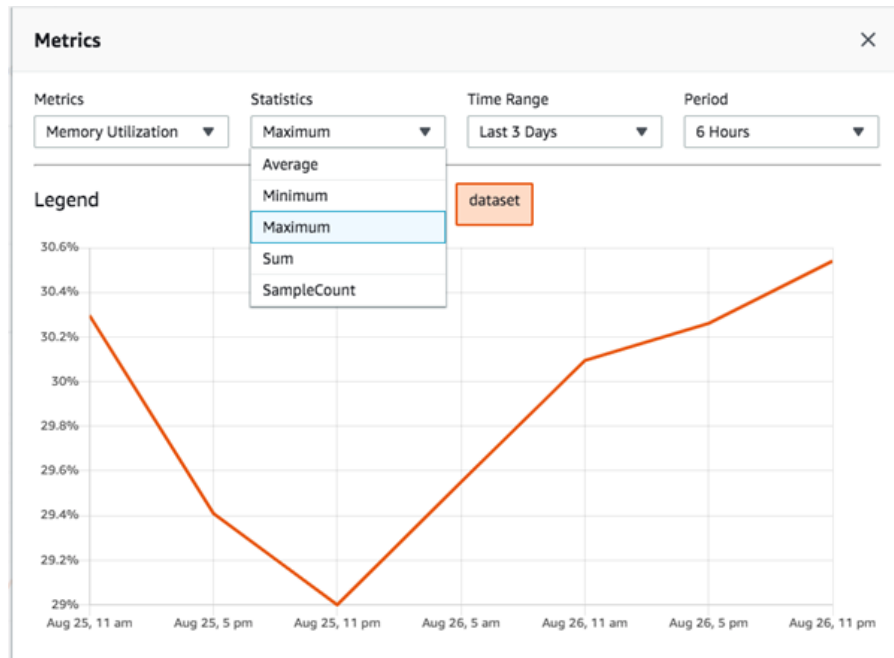 Metrics
Metrics Statistics Time Range Period
Memory Utilization Maximum Last 3 Days 6 Hours
Average
Minimum
Maximum
Sum
SampleCount
Legend
dataset
30.6%
30.4%
30.2%
30%
29.8%
29.6%
29.4%
29.2%
29%
Aug 25, 11 am Aug 25, 5 pm Aug 25, 11 pm Aug 26, 5 am Aug 26, 11 am Aug 26, 5 pm Aug 26, 11 pm